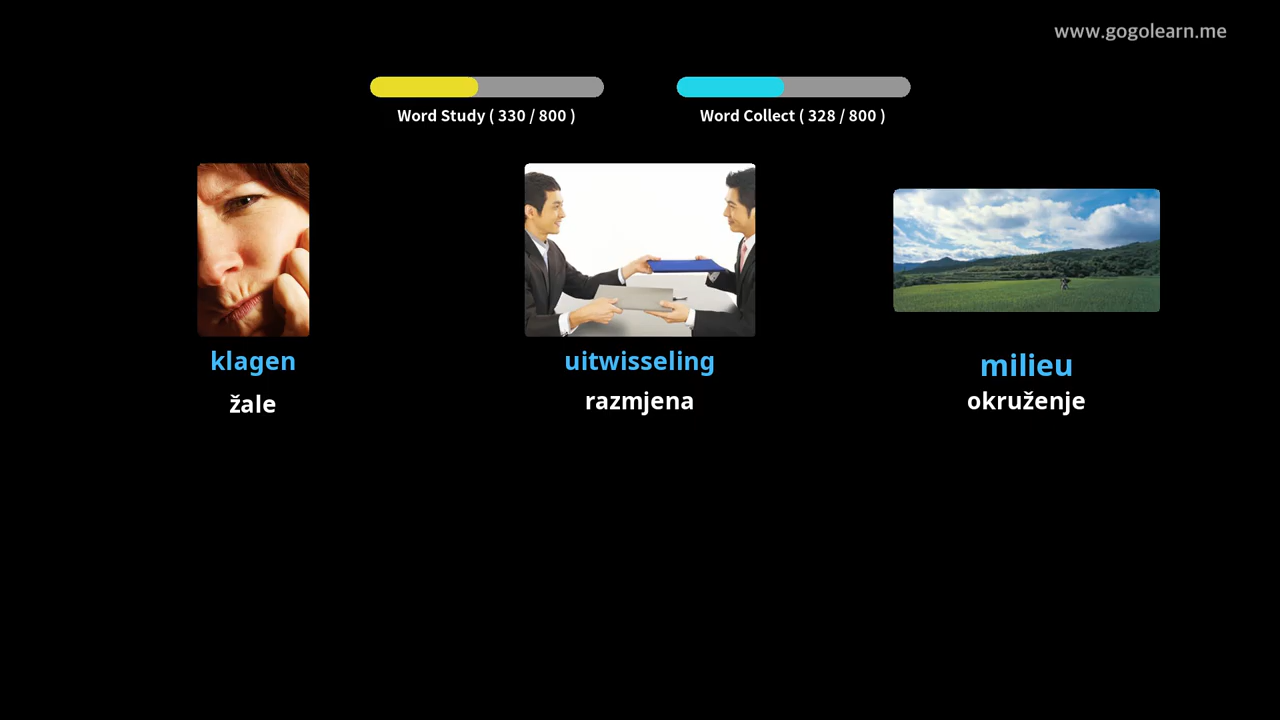 www.gogolearn.me
Word Study ( 330 / 800 )
Word Collect ( 328 / 800 )
klagen
žale
uitwisseling
razmjena
milieu
okruženje